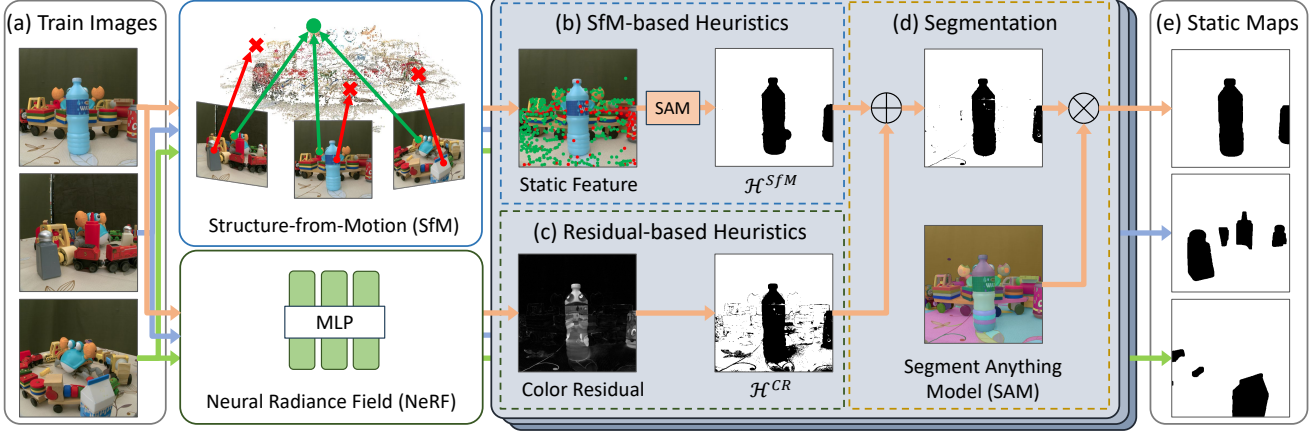 (a) Train Images
Structure-from-Motion (SfM)
MLP
Neural Radiance Field (NeRF)
(b) SfM-based Heuristics
SAM
Static Feature
ℋ^{SfM}
(c) Residual-based Heuristics
Color Residual
ℋ^{CR}
(d) Segmentation
Segment Anything
Model (SAM)
(e) Static Maps